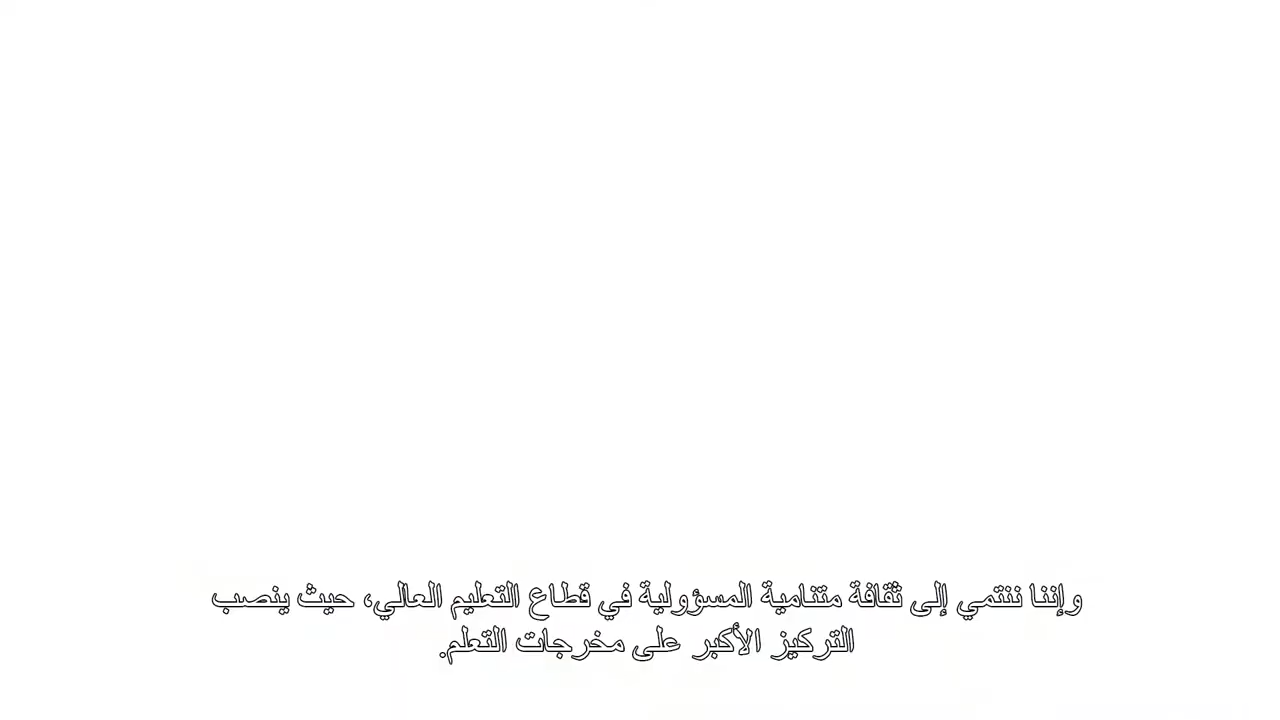 وإننا ننتمي إلى ثقافة متنامية المسؤولية في قطاع التعليم العالي، حيث ينصب
التركيز الأكبر على مخرجات التعلم.